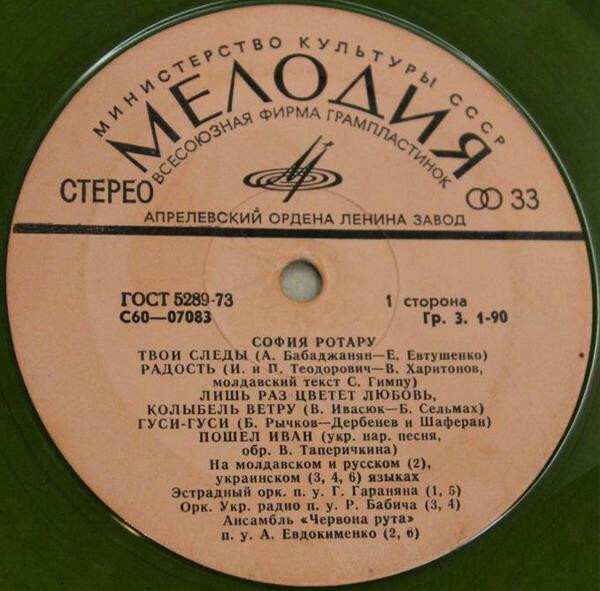 МИНИСТЕРСТВО КУЛЬТУРЫ СССР
МЕЛОДИЯ
ВСЕСОЮЗНАЯ ФИРМА ГРАМПЛАСТИНОК
СТЕРЕО
33
АПРЕЛЕВСКИЙ ОРДЕНА ЛЕНИНА ЗАВОД
ГОСТ 5289-73
1 сторона
С60—07083
Гр. 3. 1-90
СОФИЯ РОТАРУ
ТВОИ СЛЕДЫ (А. Бабаджанян—Е. Евтушенко)
РАДОСТЬ (И. и П. Теодорович—В. Харитонов,
молдавский текст С. Гимпу)
ЛИШЬ РАЗ ЦВЕТЕТ ЛЮБОВЬ,
КОЛЫБЕЛЬ ВЕТРУ (В. Ивасюк—Б. Сельмах)
ГУСИ-ГУСИ (Б. Рычков—Дербенев и Шаферан)
ПОШЕЛ ИВАН (укр. нар. песня,
обр. В. Таперичкина)
На молдавском и русском (2),
украинском (3, 4, 6) языках
Эстрадный орк. п. у. Г. Гараняна (1, 5)
Орк. Укр. радио п. у. Р. Бабича (3, 4)
Ансамбль «Червона рута»
п. у. А. Евдокименко (2, 6)